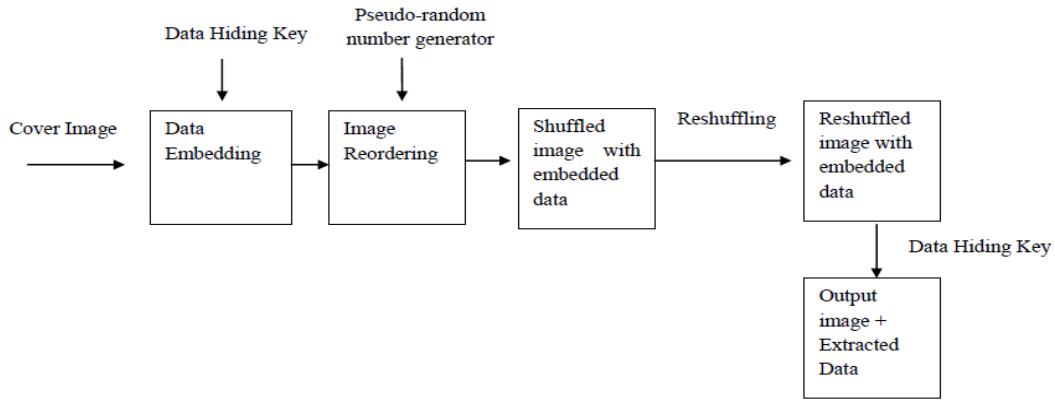 Pseudo-random
number generator
Data Hiding Key
Cover Image
Data
Embedding
Image
Reordering
Shuffled
image with
embedded
data
Reshuffling
Reshuffled
image with
embedded
data
Data Hiding Key
Output
image +
Extracted
Data